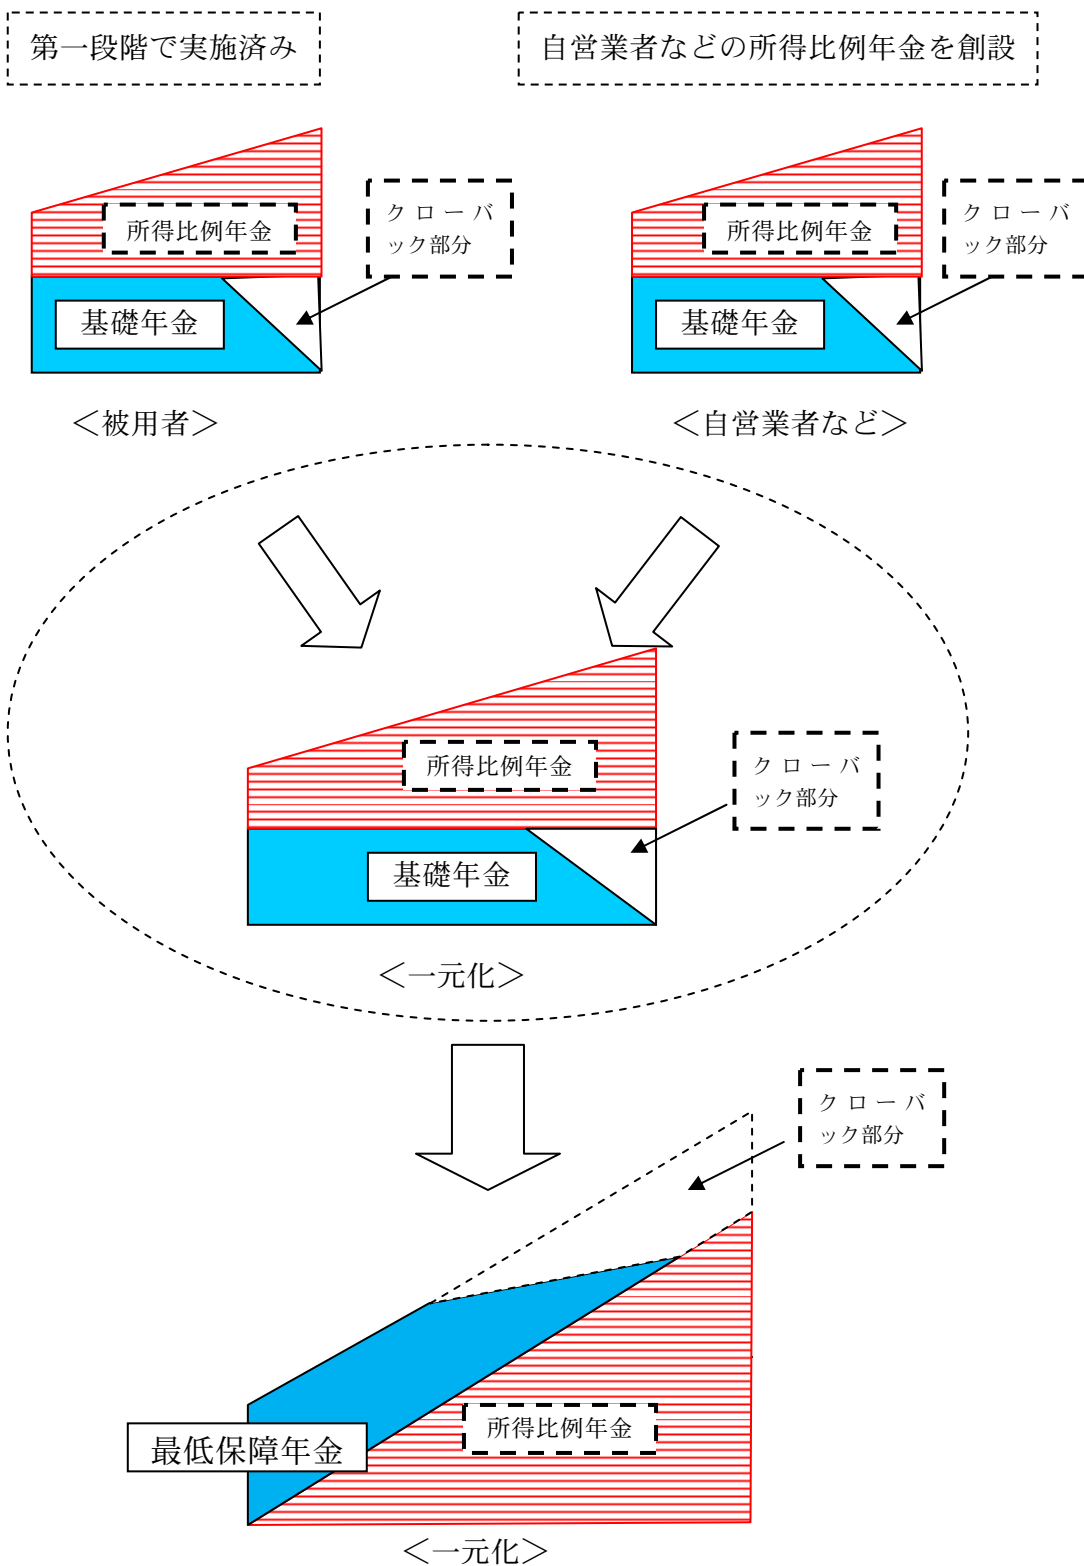 第一段階で実施済み
自営業者などの所得比例年金を創設
所得比例年金
クローバ
ック部分
基礎年金
＜被用者＞
所得比例年金
クローバ
ック部分
基礎年金
＜自営業者など＞
所得比例年金
クローバ
ック部分
基礎年金
＜一元化＞
クローバ
ック部分
所得比例年金
最低保障年金
＜一元化＞